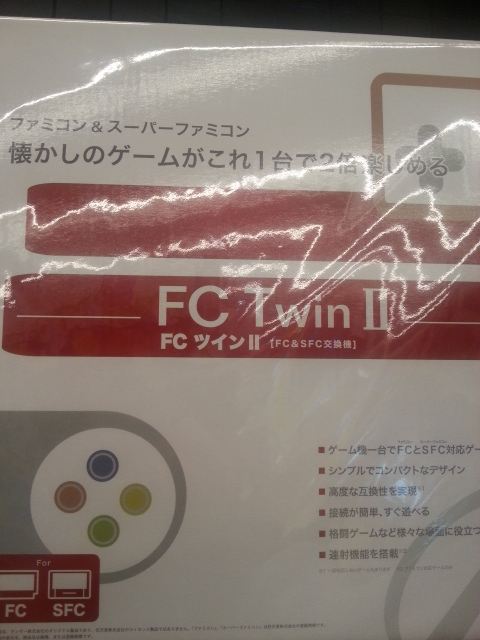 ファミコン & スーパーファミコン
懐かしのゲームがこれ1台で2倍楽しめる
FC Twin II
FC ツイン II 【FC&SFC交換機】
■ ゲーム機一台でFCとSFC対応ゲー
■ シンプルでコンパクトなデザイン
■ 高度な互換性を実現
■ 接続が簡単、すぐ遊べる
■ 格闘ゲームなど様々な場面に役立つ
■ 連射機能を搭載
For
FC SFC